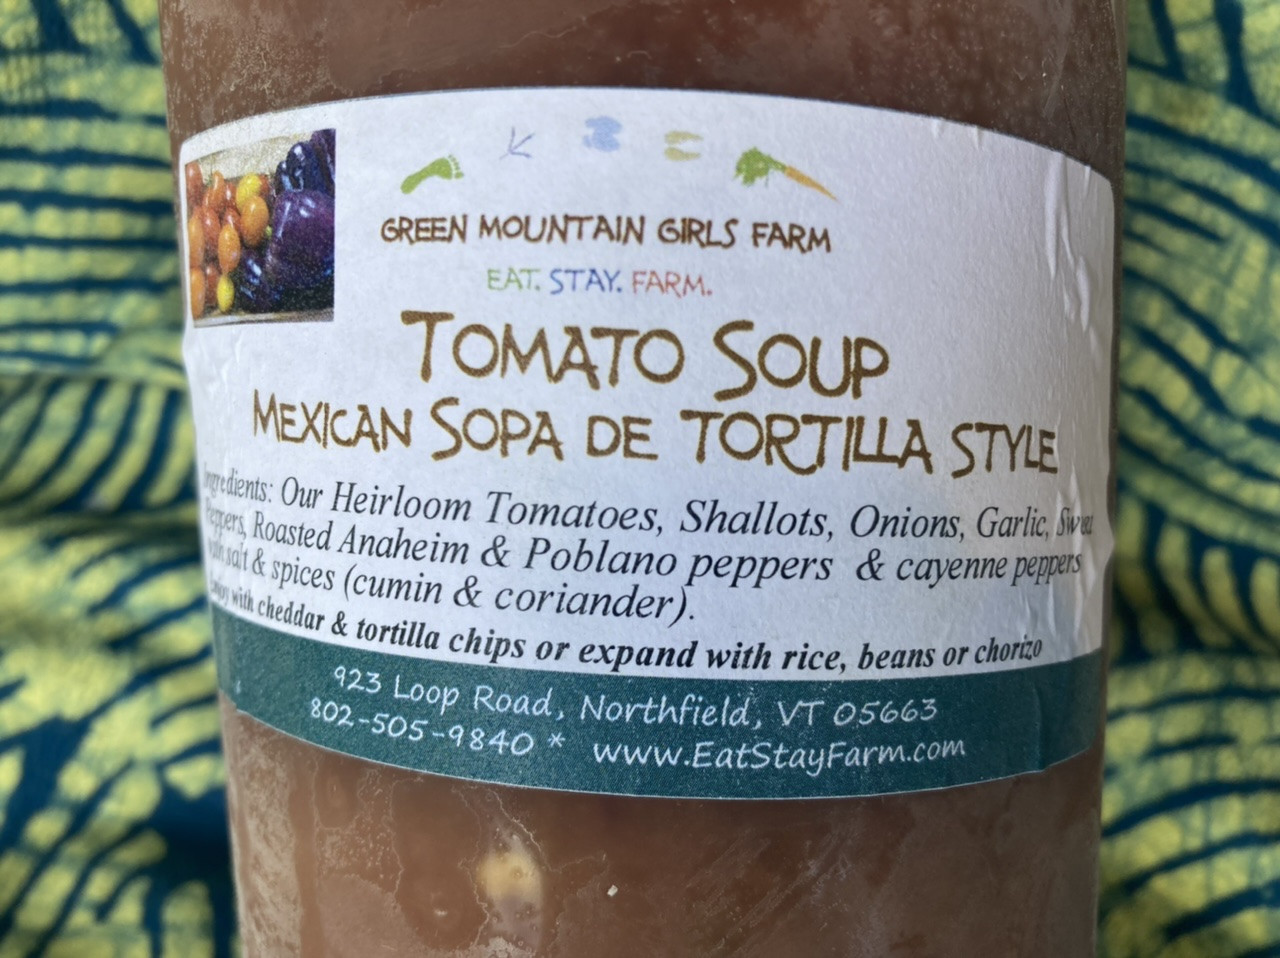 GREEN MOUNTAIN GIRLS FARM
EAT. STAY. FARM.
TOMATO SOUP
MEXICAN SOPA DE TORTILLA STYLE
Ingredients: Our Heirloom Tomatoes, Shallots, Onions, Garlic, Sweet
Peppers, Roasted Anaheim & Poblano peppers & cayenne peppers
salt & spices (cumin & coriander).
Enjoy with cheddar & tortilla chips or expand with rice, beans or chorizo
923 Loop Road, Northfield, VT 05663
802-505-9840 * www.EatStayFarm.com